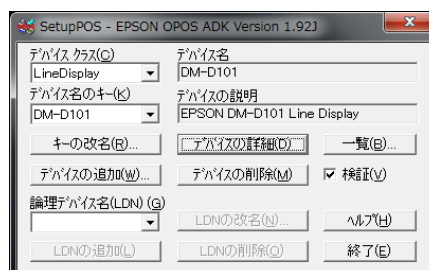 SetupPOS - EPSON OPOS ADK Version 1.92J
ﾃﾞﾊﾞｲｽ ｸﾗｽ(C)
ﾃﾞﾊﾞｲｽ名
LineDisplay
DM-D101
ﾃﾞﾊﾞｲｽ名のｷｰ(K)
ﾃﾞﾊﾞｲｽの説明
DM-D101
EPSON DM-D101 Line Display
ｷｰの改名(R)...
ﾃﾞﾊﾞｲｽの詳細(D)
一覧(B)...
ﾃﾞﾊﾞｲｽの追加(W)...
ﾃﾞﾊﾞｲｽの削除(M)
検証(V)
論理ﾃﾞﾊﾞｲｽ名(LDN) (G)
LDNの改名(N)...
ﾍﾙﾌﾟ(H)
LDNの追加(L)
LDNの削除(O)
終了(E)